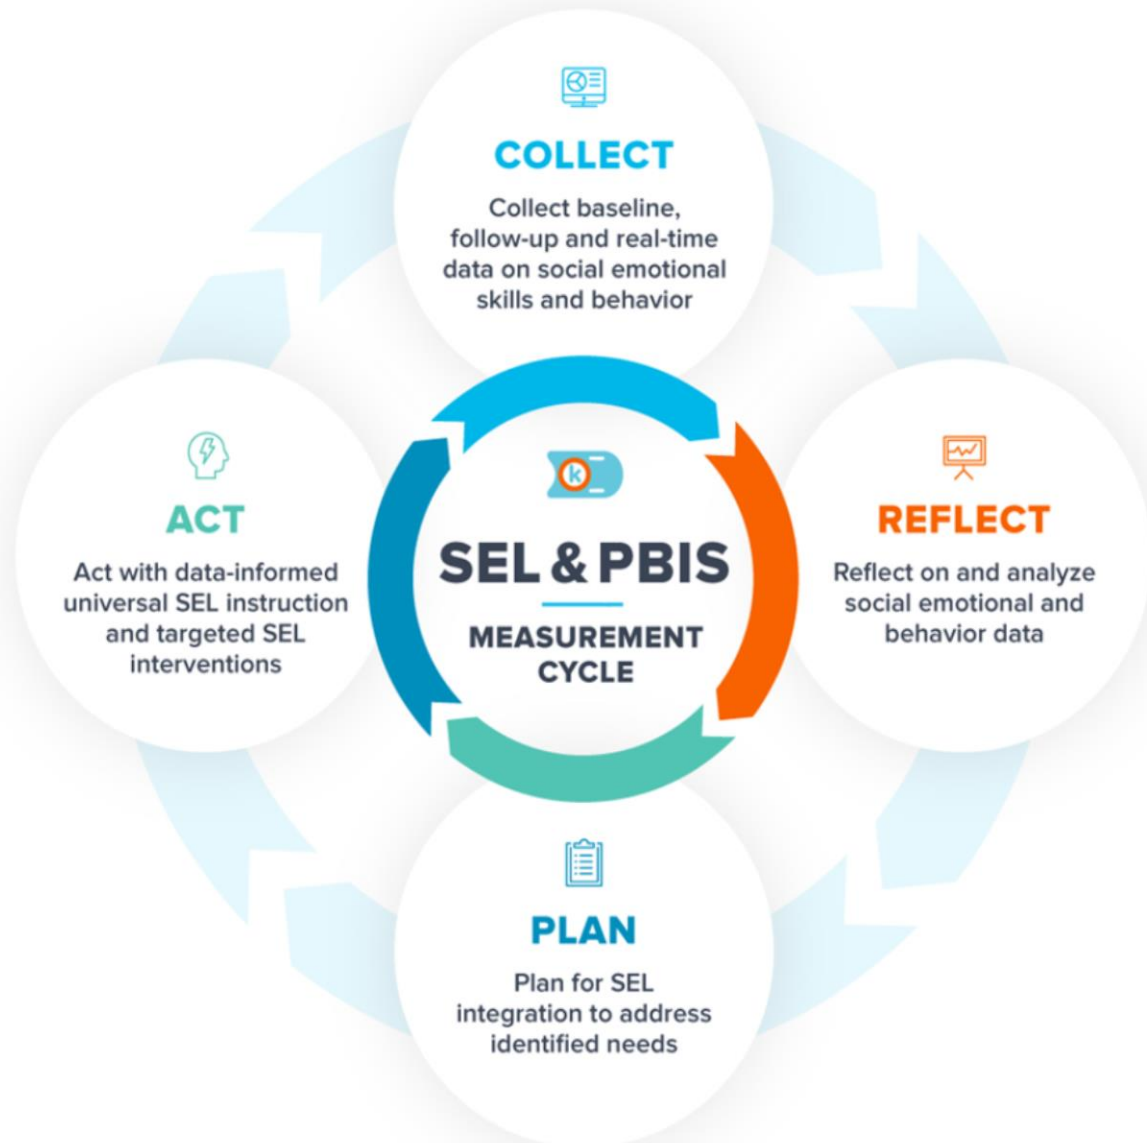 COLLECT
Collect baseline,
follow-up and real-time
data on social emotional
skills and behavior
ACT
Act with data-informed
universal SEL instruction
and targeted SEL
interventions
k
SEL & PBIS
MEASUREMENT
CYCLE
REFLECT
Reflect on and analyze
social emotional and
behavior data
PLAN
Plan for SEL
integration to address
identified needs